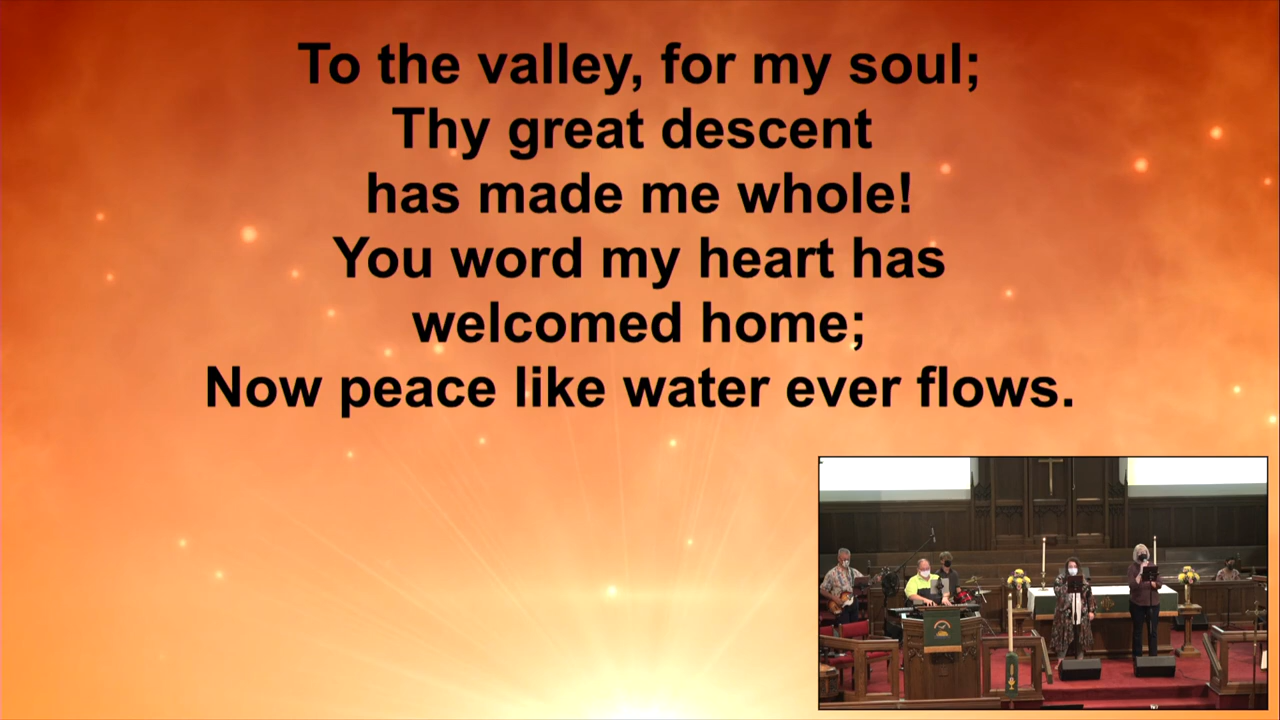 To the valley, for my soul;
Thy great descent
has made me whole!
You word my heart has
welcomed home;
Now peace like water ever flows.